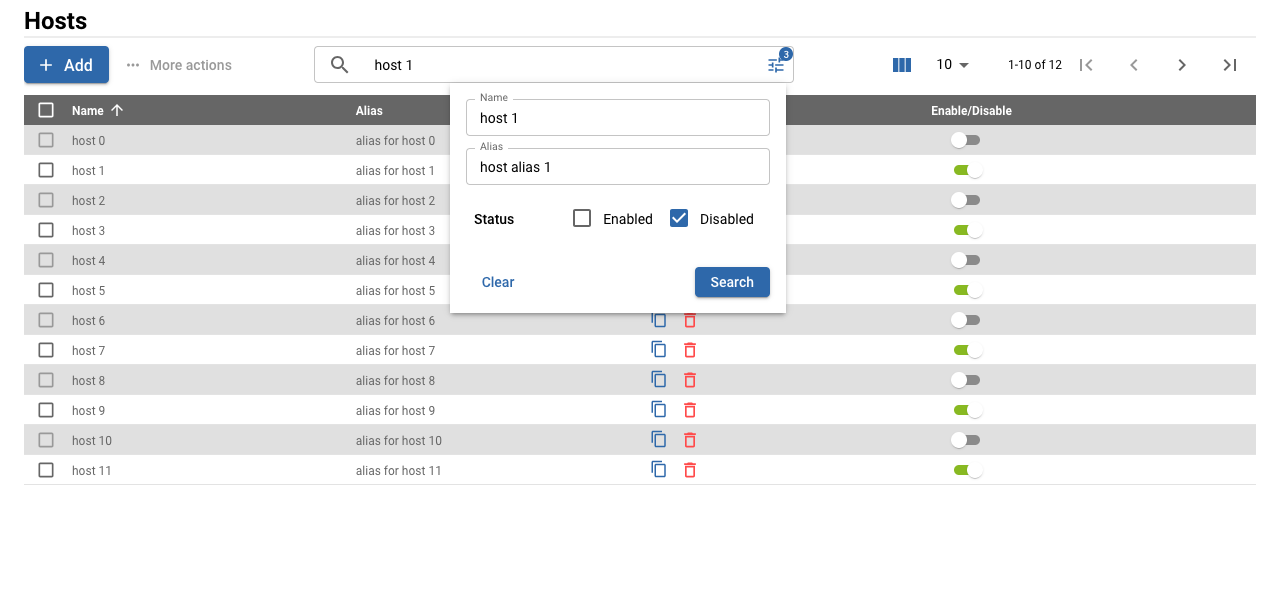 Hosts
Add
More actions
host 1
3
10
1-10 of 12
Name
Alias
Enable/Disable
Name
host 1
Alias
host alias 1
Status
Enabled
Disabled
Clear
Search
host 0 alias for host 0
host 1 alias for host 1
host 2 alias for host 2
host 3 alias for host 3
host 4 alias for host 4
host 5 alias for host 5
host 6 alias for host 6
host 7 alias for host 7
host 8 alias for host 8
host 9 alias for host 9
host 10 alias for host 10
host 11 alias for host 11